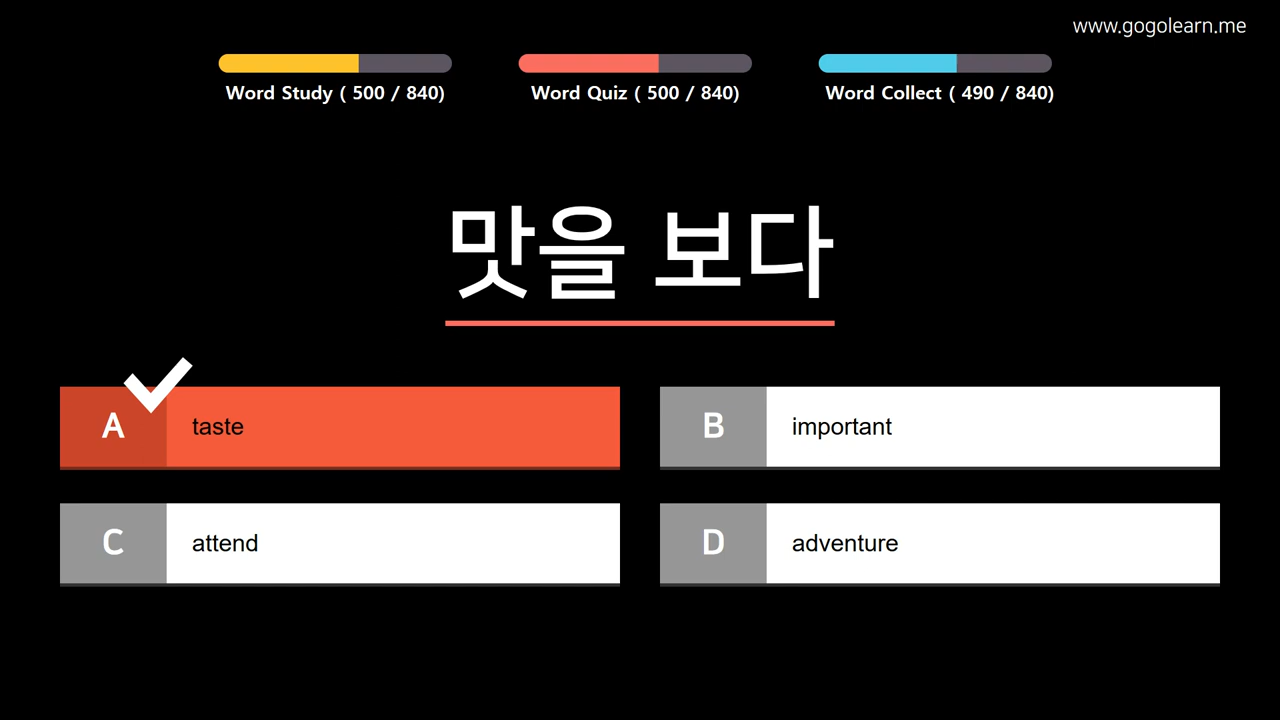 www.gogolearn.me
Word Study ( 500 / 840)
Word Quiz ( 500 / 840)
Word Collect ( 490 / 840)
맛을 보다
A taste
B important
C attend
D adventure